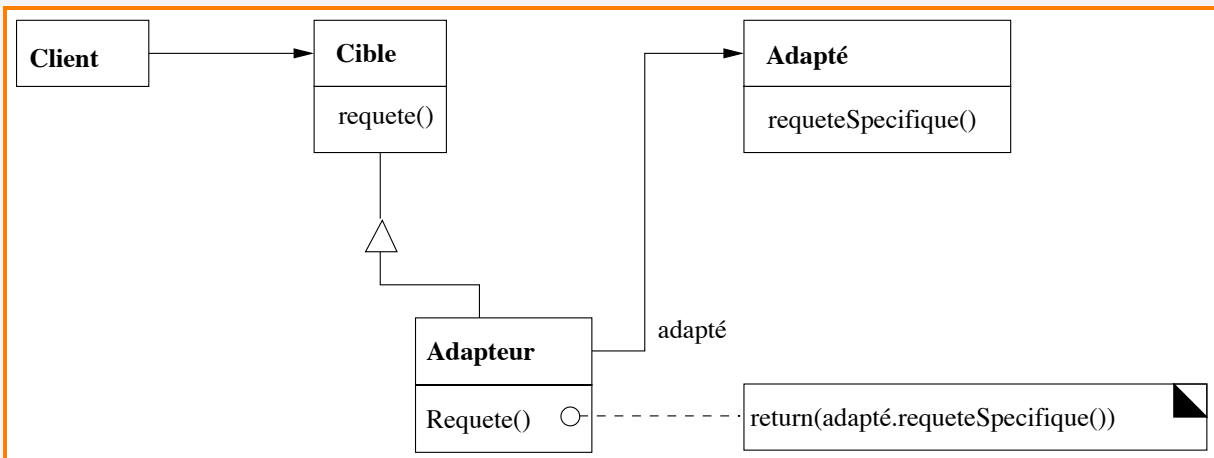 Client
Cible
requete()
Adapté
requeteSpecifique()
adapté
Adapteur
Requete()
return(adapté.requeteSpecifique())